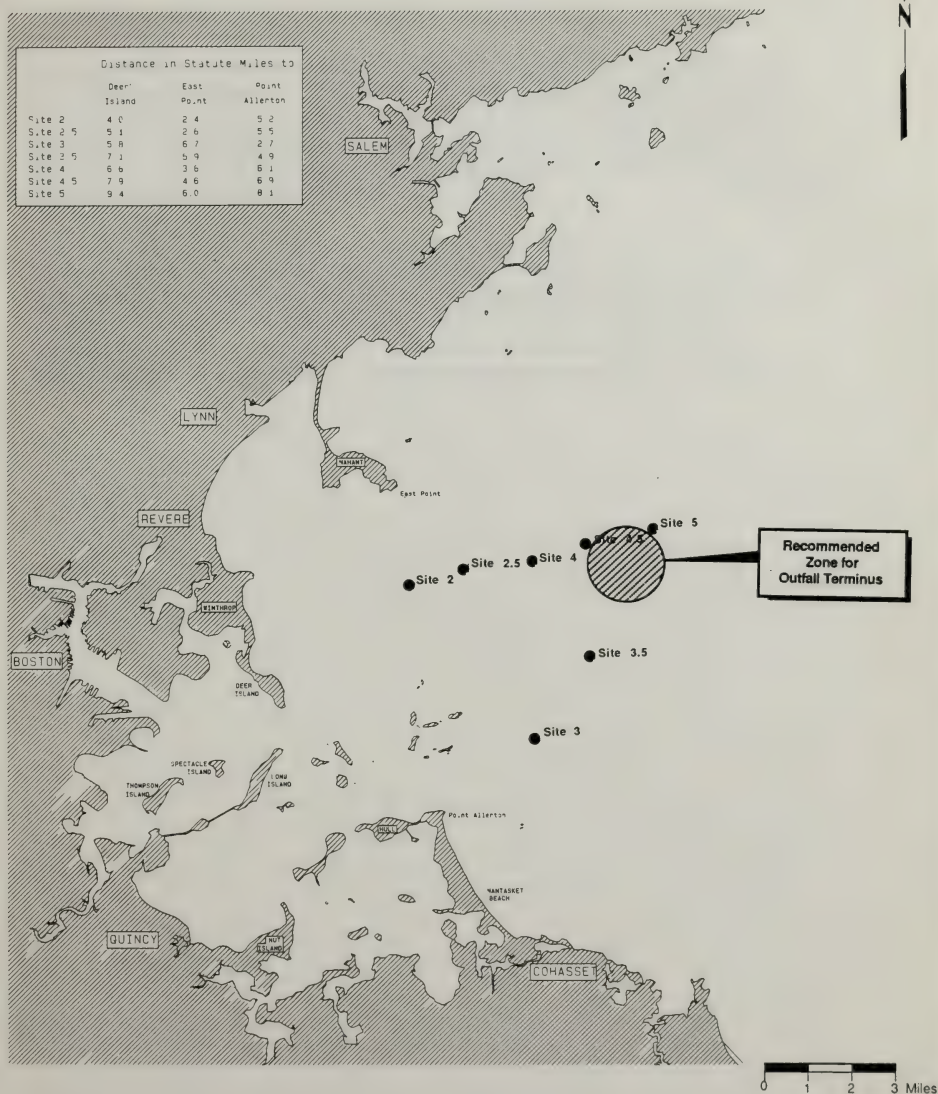 N
Distance in Statute Miles to
Deer Island East Point Point Allerton
Site 2 4 0 2 4 5 2
Site 2 5 5 1 2 6 5 5
Site 3 5 8 6 7 2 7
Site 3 5 7 1 5 9 4 9
Site 4 6 6 3 6 6 1
Site 4 5 7 9 4 6 6 9
Site 5 9 4 6.0 8 1
SALEM
LYNN
NAHANT
East Point
REVERE
Site 5
Site 4.5
Site 4
Site 2.5
Site 2
Recommended
Zone for
Outfall Terminus
WINTHROP
Site 3.5
BOSTON
DEER
ISLAND
Site 3
SPECTACLE
ISLAND
THOMPSON
ISLAND
LONG
ISLAND
Point Allerton
HULL
NANTASKET
BEACH
QUINCY
NUT
ISLAND
COHASSET
0 1 2 3 Miles